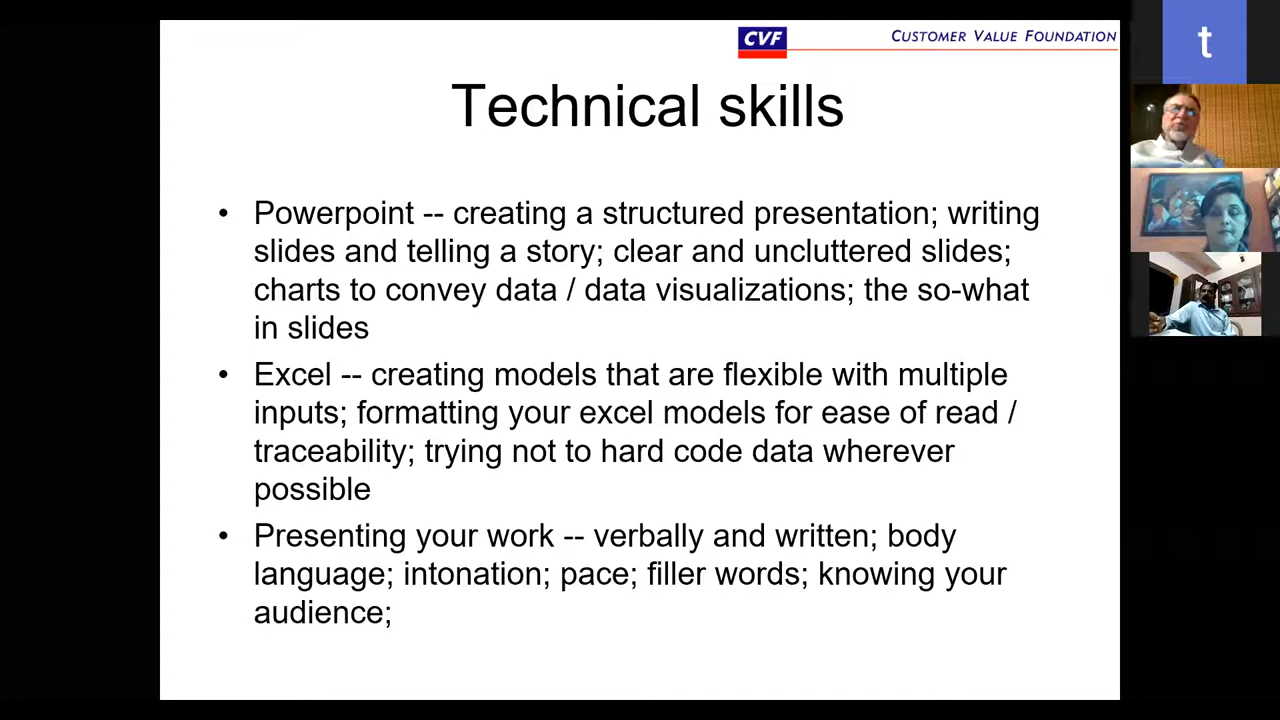 CVF
CUSTOMER VALUE FOUNDATION
t
Technical skills
• Powerpoint -- creating a structured presentation; writing
slides and telling a story; clear and uncluttered slides;
charts to convey data / data visualizations; the so-what
in slides
• Excel -- creating models that are flexible with multiple
inputs; formatting your excel models for ease of read /
traceability; trying not to hard code data wherever
possible
• Presenting your work -- verbally and written; body
language; intonation; pace; filler words; knowing your
audience;